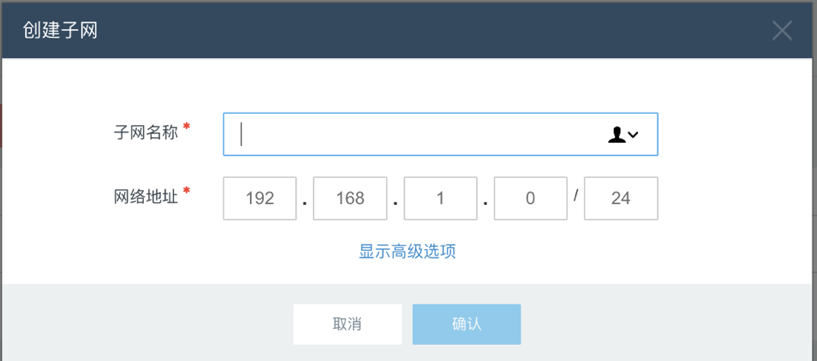 创建子网
子网名称 *
网络地址 * 192 . 168 . 1 . 0 / 24
显示高级选项
取消 确认